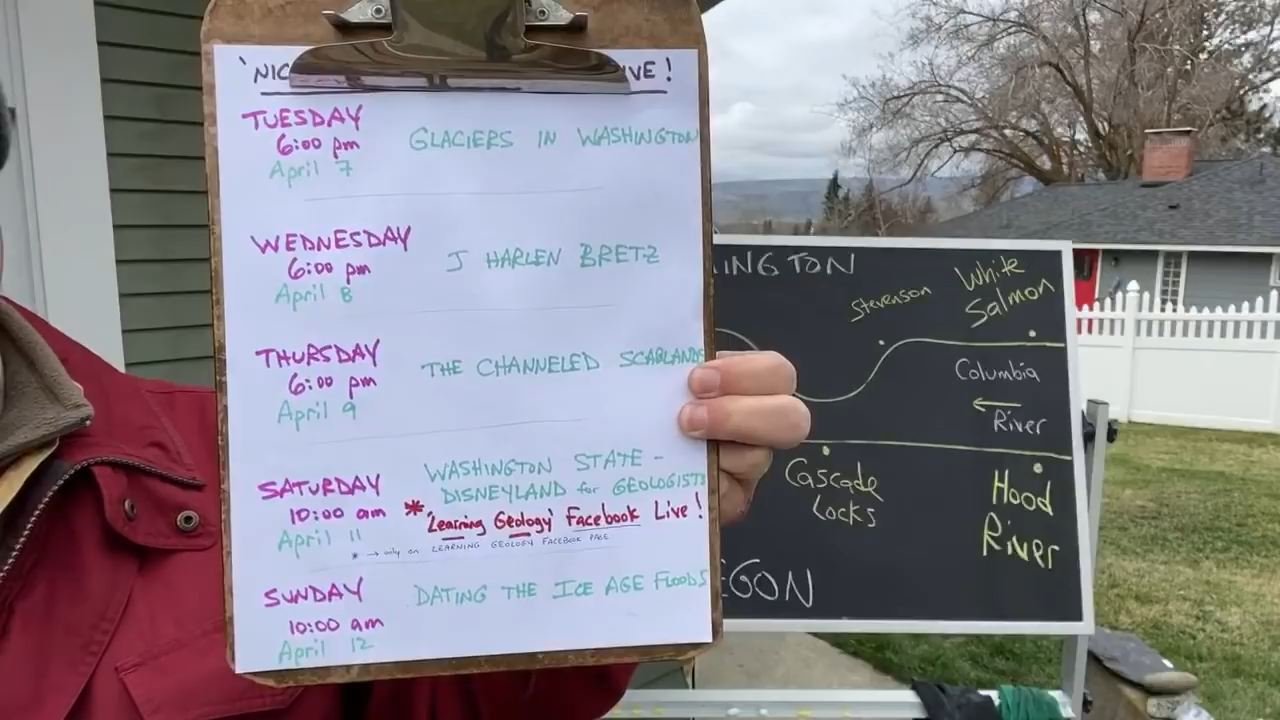 'NIC VE!
TUESDAY
6:00 pm
April 7
GLACIERS IN WASHINGTON
WEDNESDAY
6:00 pm
April 8
J HARLEN BRETZ
THURSDAY
6:00 pm
April 9
THE CHANNELED SCABLANDS
SATURDAY
10:00 am
April 11
WASHINGTON STATE -
DISNEYLAND for GEOLOGISTS
* 'Learning Geology' Facebook Live!
* → only on LEARNING GEOLOGY FACEBOOK PAGE
SUNDAY
10:00 am
April 12
DATING THE ICE AGE FLOODS
INGTON
Stevenson
White
Salmon
Columbia
←
River
Cascade
Locks
Hood
River
EGON